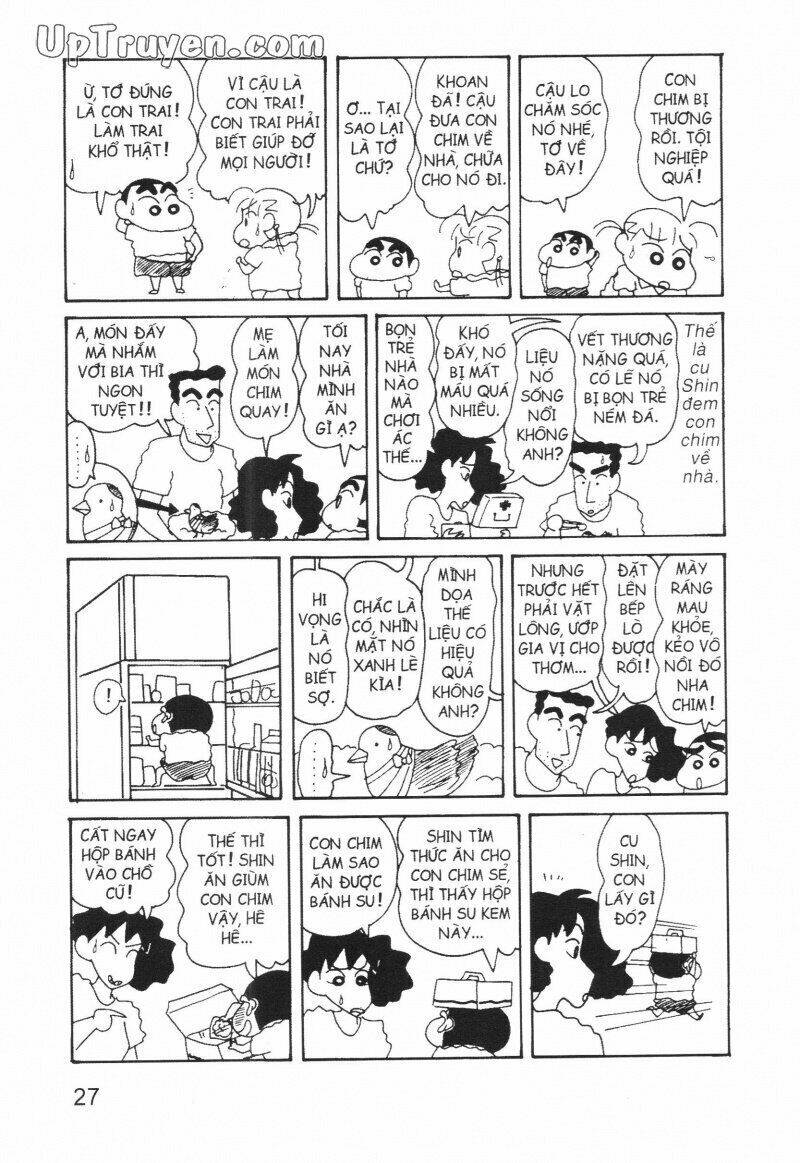 UpTruyen.com
CON
CHIM BỊ
THƯƠNG
RỒI. TỘI
NGHIỆP
QUÁ!
CẬU LO
CHĂM SÓC
NÓ NHÉ,
TỚ VỀ
ĐÂY!
KHOAN
ĐÃ! CẬU
ĐƯA CON
CHIM VỀ
NHÀ, CHỮA
CHO NÓ ĐI.
Ơ... TẠI
SAO LẠI
LÀ TỚ
CHỨ?
VÌ CẬU LÀ
CON TRAI!
CON TRAI PHẢI
BIẾT GIÚP ĐỠ
MỌI NGƯỜI!
Ừ, TỚ ĐÚNG
LÀ CON TRAI!
LÀM TRAI
KHỔ THẬT!
Thế
là
cu
Shin
đem
con
chim
về
nhà.
VẾT THƯƠNG
NẶNG QUÁ,
CÓ LẼ NÓ
BỊ BỌN TRẺ
NÉM ĐÁ.
LIỆU
NÓ
SỐNG
NỔI
KHÔNG
ANH?
KHÓ
ĐẤY, NÓ
BỊ MẤT
MÁU QUÁ
NHIỀU.
BỌN
TRẺ
NHÀ
NÀO
MÀ
CHƠI
ÁC
THẾ...
TỐI
NAY
NHÀ
MÌNH
ĂN
GÌ Ạ?
MẸ
LÀM
MÓN
CHIM
QUAY!
A, MÓN ĐẤY
MÀ NHẮM
VỚI BIA THÌ
NGON
TUYỆT!!
......
MÀY
RÁNG
MAU
KHỎE,
KẺO VÔ
NỒI ĐÓ
NHA
CHIM!
ĐẶT
LÊN
BẾP
LÒ
ĐƯỢC
RỒI!
NHƯNG
TRƯỚC HẾT
PHẢI VẶT
LÔNG, ƯỚP
GIA VỊ CHO
THƠM...
MÌNH
DỌA THẾ
LIỆU CÓ
HIỆU
QUẢ
KHÔNG
ANH?
CHẮC LÀ
CÓ, NHÌN
MẶT NÓ
XANH LÈ
KÌA!
HI
VỌNG
LÀ
NÓ
BIẾT
SỢ.
......
!
CU
SHIN,
CON
LẤY GÌ
ĐÓ?
SHIN TÌM
THỨC ĂN CHO
CON CHIM SẺ,
THÌ THẤY HỘP
BÁNH SU KEM
NÀY...
CON CHIM
LÀM SAO
ĂN ĐƯỢC
BÁNH SU!
THẾ THÌ
TỐT! SHIN
ĂN GIÙM
CON CHIM
VẬY, HÊ
HÊ...
CẤT NGAY
HỘP BÁNH
VÀO CHỖ
CŨ!
27